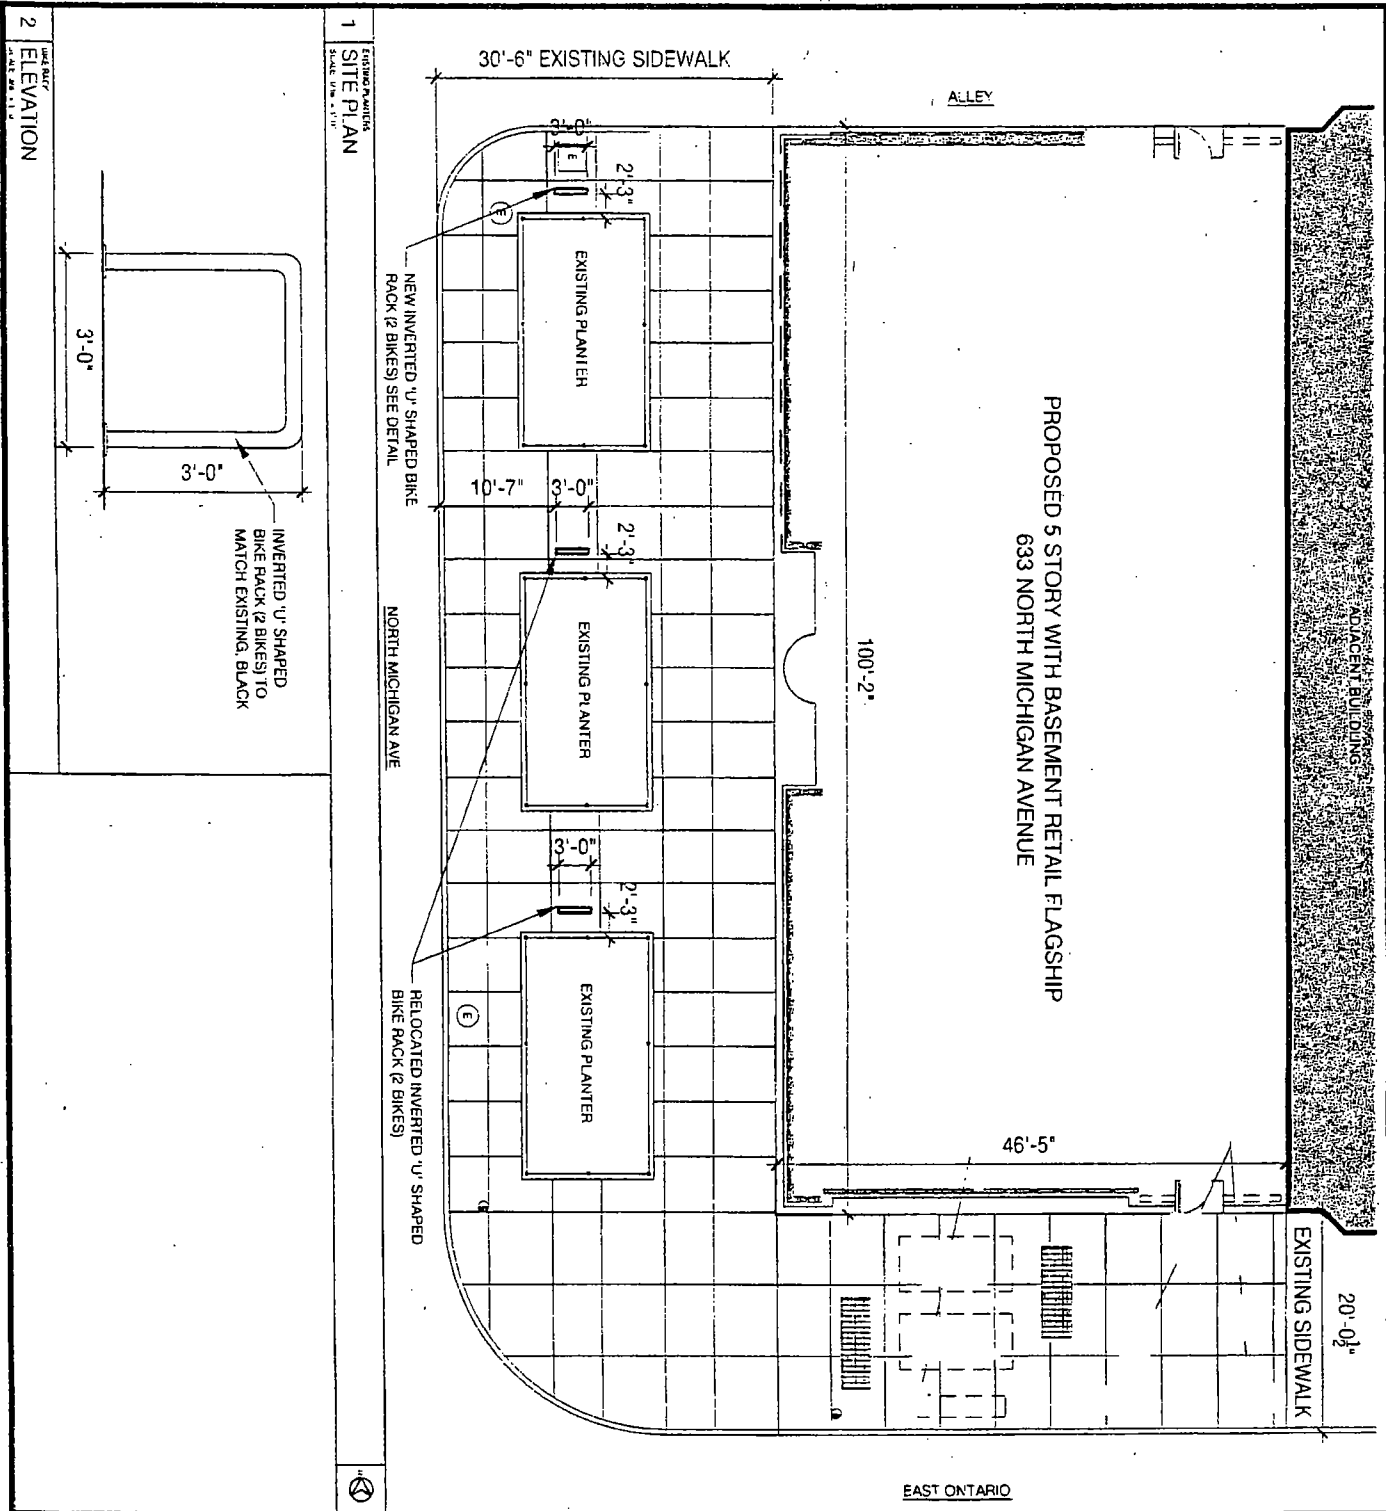 30'-6" EXISTING SIDEWALK
ALLEY
3'-0"
E
2'-3"
E
EXISTING PLANTER
NEW INVERTED 'U' SHAPED BIKE
RACK (2 BIKES) SEE DETAIL
10'-7"
3'-0"
2'-3"
EXISTING PLANTER
NORTH MICHIGAN AVE
3'-0"
2'-3"
EXISTING PLANTER
E
RELOCATED INVERTED 'U' SHAPED
BIKE RACK (2 BIKES)
PROPOSED 5 STORY WITH BASEMENT RETAIL FLAGSHIP
633 NORTH MICHIGAN AVENUE
100'-2"
46'-5"
ADJACENT BUILDING
EXISTING SIDEWALK
20'-0½"
EAST ONTARIO
1
EXISTING PLANTERS
SITE PLAN
3'-0"
3'-0"
INVERTED 'U' SHAPED
BIKE RACK (2 BIKES) TO
MATCH EXISTING, BLACK
2
BIKE RACK
ELEVATION